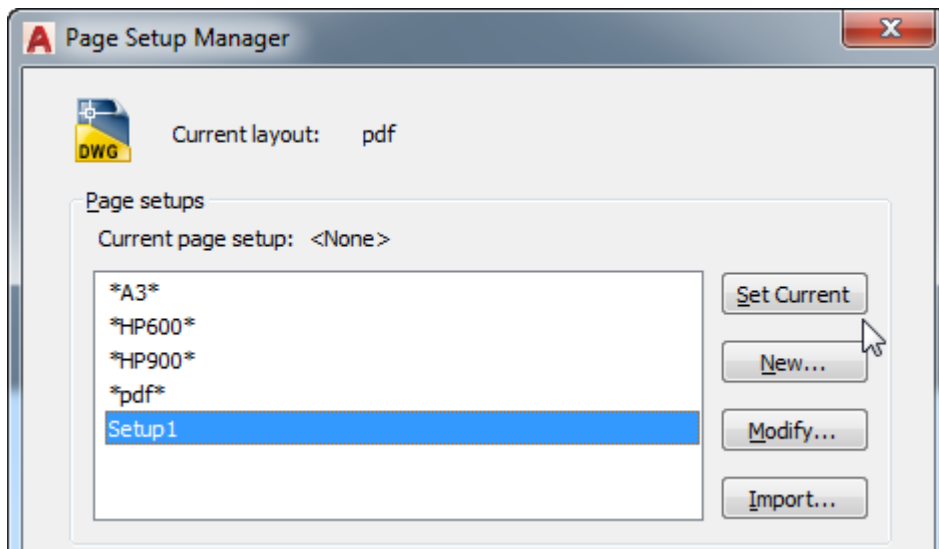 Page Setup Manager
DWG
Current layout: pdf
Page setups
Current page setup: <None>
*A3*
*HP600*
*HP900*
*pdf*
Setup1
Set Current
New...
Modify...
Import...